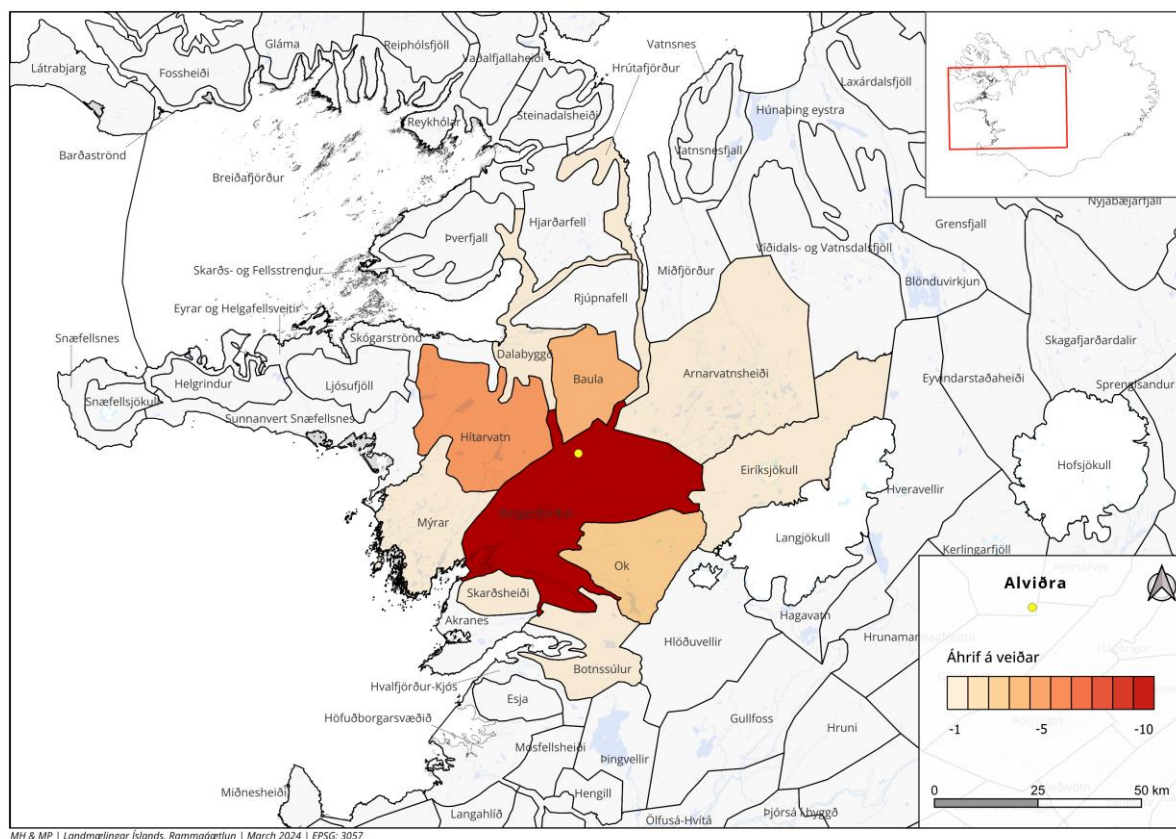 Látrabjarg
Fossheiði
Gláma
Reiphólsfjöll
Vaðalfjallaheiði
Vatnsnes
Hrútafjörður
Laxárdalsfjöll
Húnaþing eystra
Steinadalsheiði
Reykhólar
Barðaströnd
Breiðafjörður
Vatnsnesfjall
Nýjabæjarfjall
Grensfjall
Hjarðarfell
Þverfjall
Víðidals- og Vatnsdalsfjöll
Skarðs- og Fellsstrendur
Miðfjörður
Blönduvirkjun
Rjúpnafell
Eyrar og Helgafellsveitir
Snæfellsnes
Skógarströnd
Dalabyggð
Skagafjarðardalir
Helgrindur
Ljósufjöll
Baula
Arnarvatnsheiði
Eyvindarstaðaheiði
Sprengisandur
Snæfellsjökull
Sunnanvert Snæfellsnes
Hítarvatn
Eiríksjökull
Hofsjökull
Hveravellir
Mýrar
Langjökull
Kerlingarfjöll
Þjórsárver
Ok
Skarðsheiði
Akranes
Hagavatn
Hrunamannaafréttur
Hlöðuvellir
Botnssúlur
Hvalfjörður-Kjós
Esja
Höfuðborgarsvæðið
Gullfoss
Hruni
Mosfellsheiði
Þingvellir
Miðnesheiði
Hengill
Langahlíð
Ölfusá-Hvítá
Þjórsá í byggð
Alviðra
Áhrif á veiðar
-1 -5 -10
0 25 50 km
MH & MP | Landmælingar Íslands, Rammaáætlun | March 2024 | EPSG: 3057